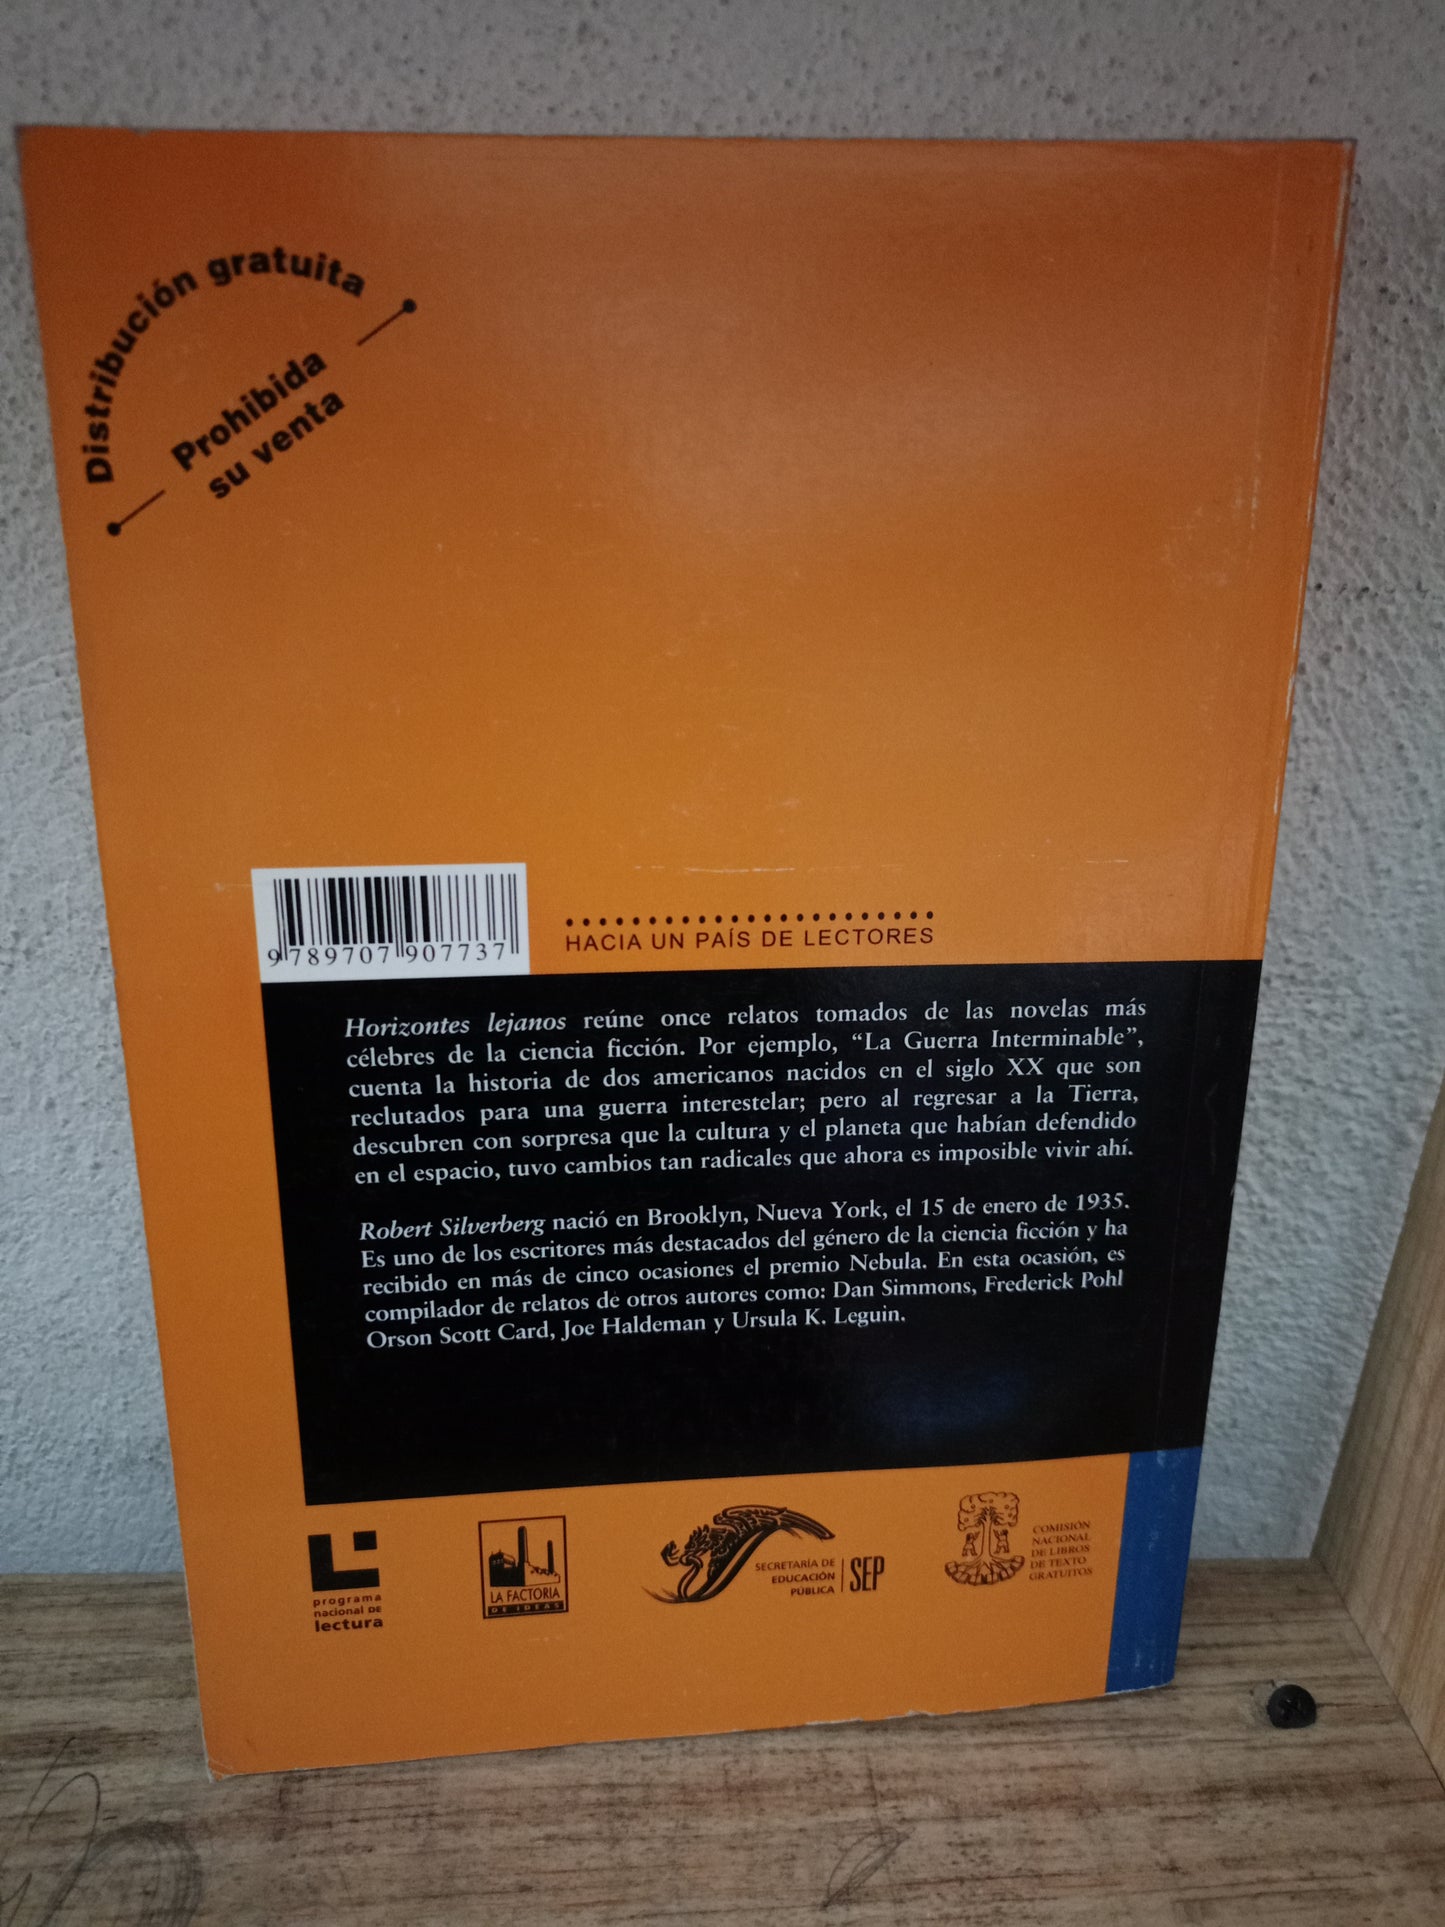 Distribución gratuita
Prohibida
su venta
9 789707 907737
HACIA UN PAÍS DE LECTORES
Horizontes lejanos reúne once relatos tomados de las novelas más
célebres de la ciencia ficción. Por ejemplo, “La Guerra Interminable”,
cuenta la historia de dos americanos nacidos en el siglo XX que son
reclutados para una guerra interestelar; pero al regresar a la Tierra,
descubren con sorpresa que la cultura y el planeta que habían defendido
en el espacio, tuvo cambios tan radicales que ahora es imposible vivir ahí.
Robert Silverberg nació en Brooklyn, Nueva York, el 15 de enero de 1935.
Es uno de los escritores más destacados del género de la ciencia ficción y ha
recibido en más de cinco ocasiones el premio Nebula. En esta ocasión, es
compilador de relatos de otros autores como: Dan Simmons, Frederick Pohl
Orson Scott Card, Joe Haldeman y Ursula K. Leguin.
programa
nacional DE
lectura
LA FACTORIA
DE IDEAS
SECRETARÍA DE
EDUCACIÓN
PÚBLICA
SEP
COMISIÓN
NACIONAL
DE LIBROS
DE TEXTO
GRATUITOS